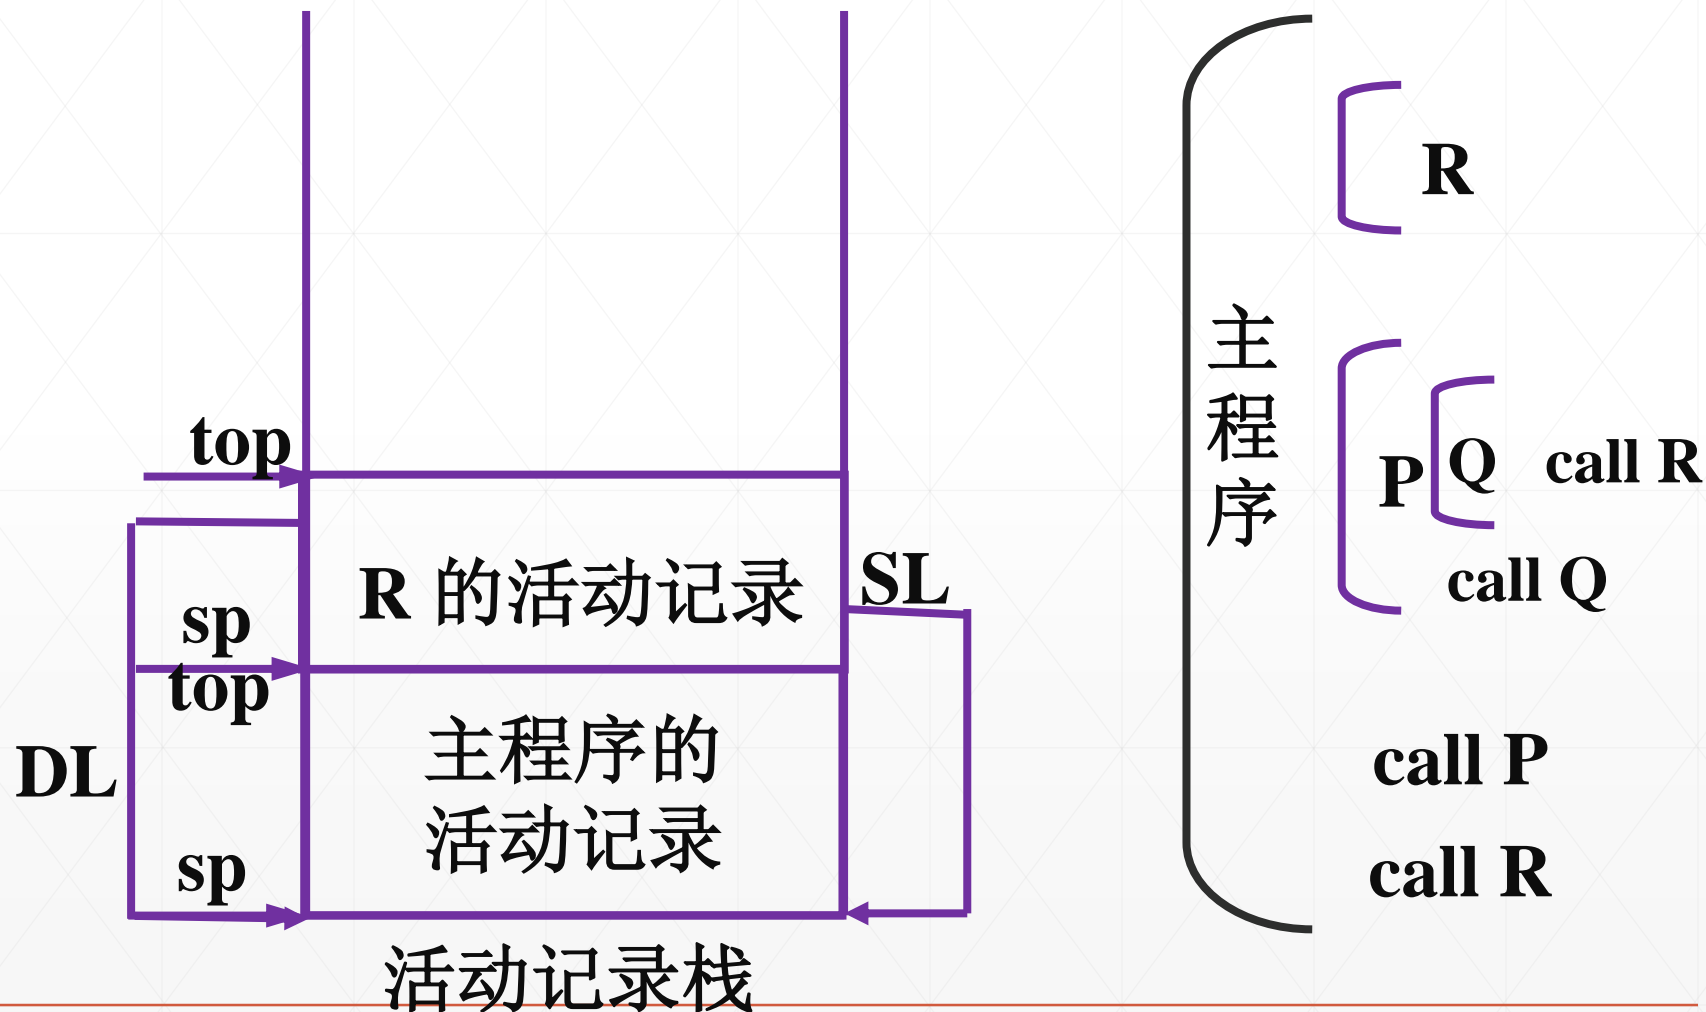 top
R 的活动记录
SL
sp
top
DL
主程序的
活动记录
sp
活动记录栈
主程序
R
P
Q
call R
call Q
call P
call R